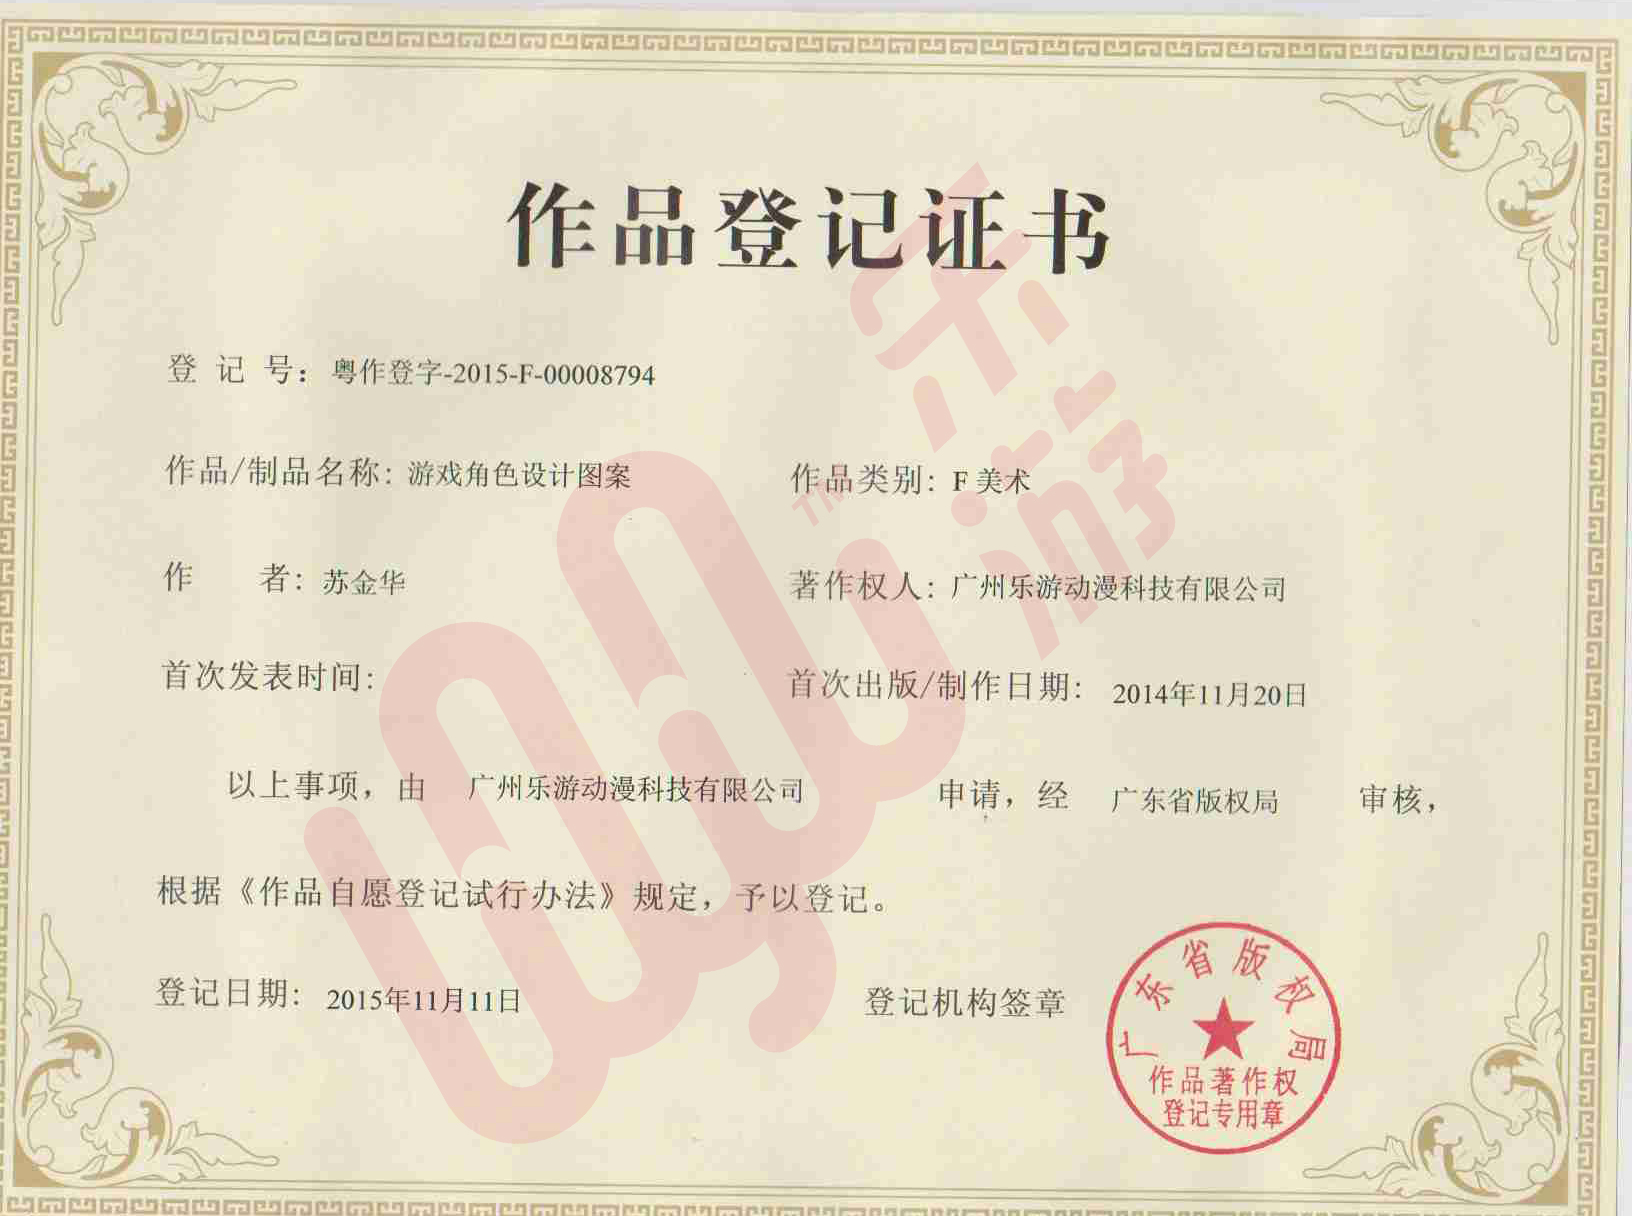 作品登记证书
登 记 号: 粤作登字-2015-F-00008794
作品/制品名称: 游戏角色设计图案 作品类别: F 美术
作 者: 苏金华 著作权人: 广州乐游动漫科技有限公司
首次发表时间: 首次出版/制作日期: 2014年11月20日
以上事项，由 广州乐游动漫科技有限公司 申请，经 广东省版权局 审核，
根据《作品自愿登记试行办法》规定，予以登记。
登记日期: 2015年11月11日 登记机构签章
广东省版权局
作品著作权
登记专用章
乐游
TM